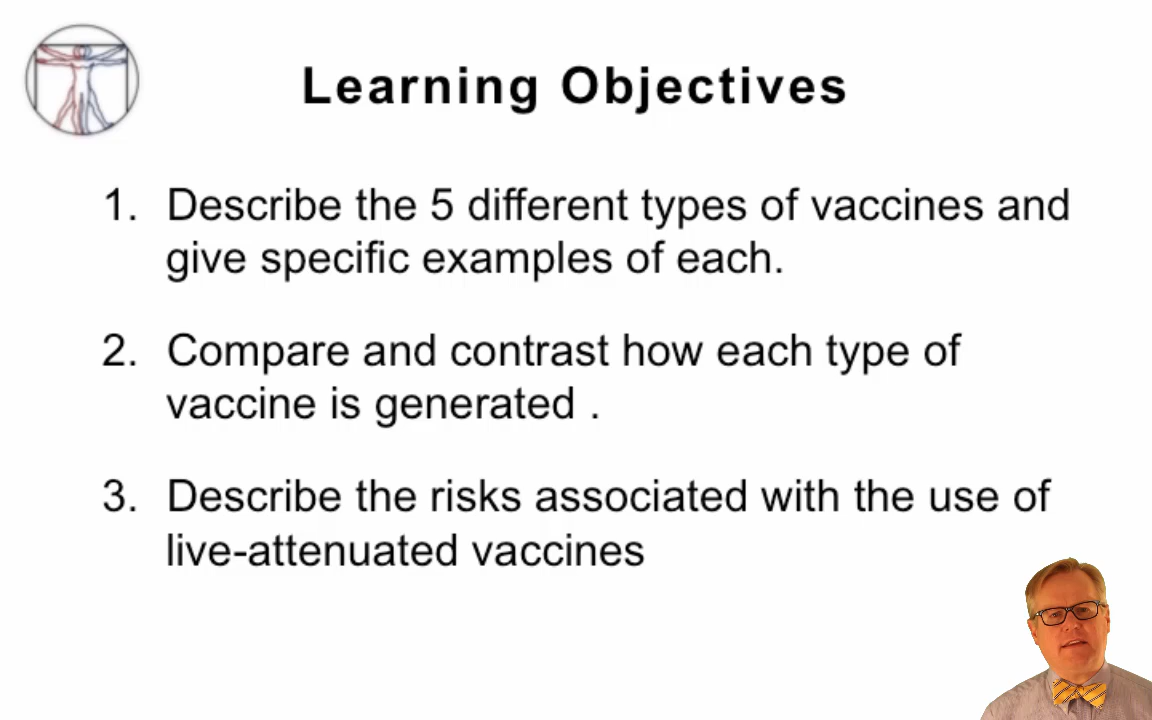 Learning Objectives
1. Describe the 5 different types of vaccines and
give specific examples of each.
2. Compare and contrast how each type of
vaccine is generated .
3. Describe the risks associated with the use of
live-attenuated vaccines